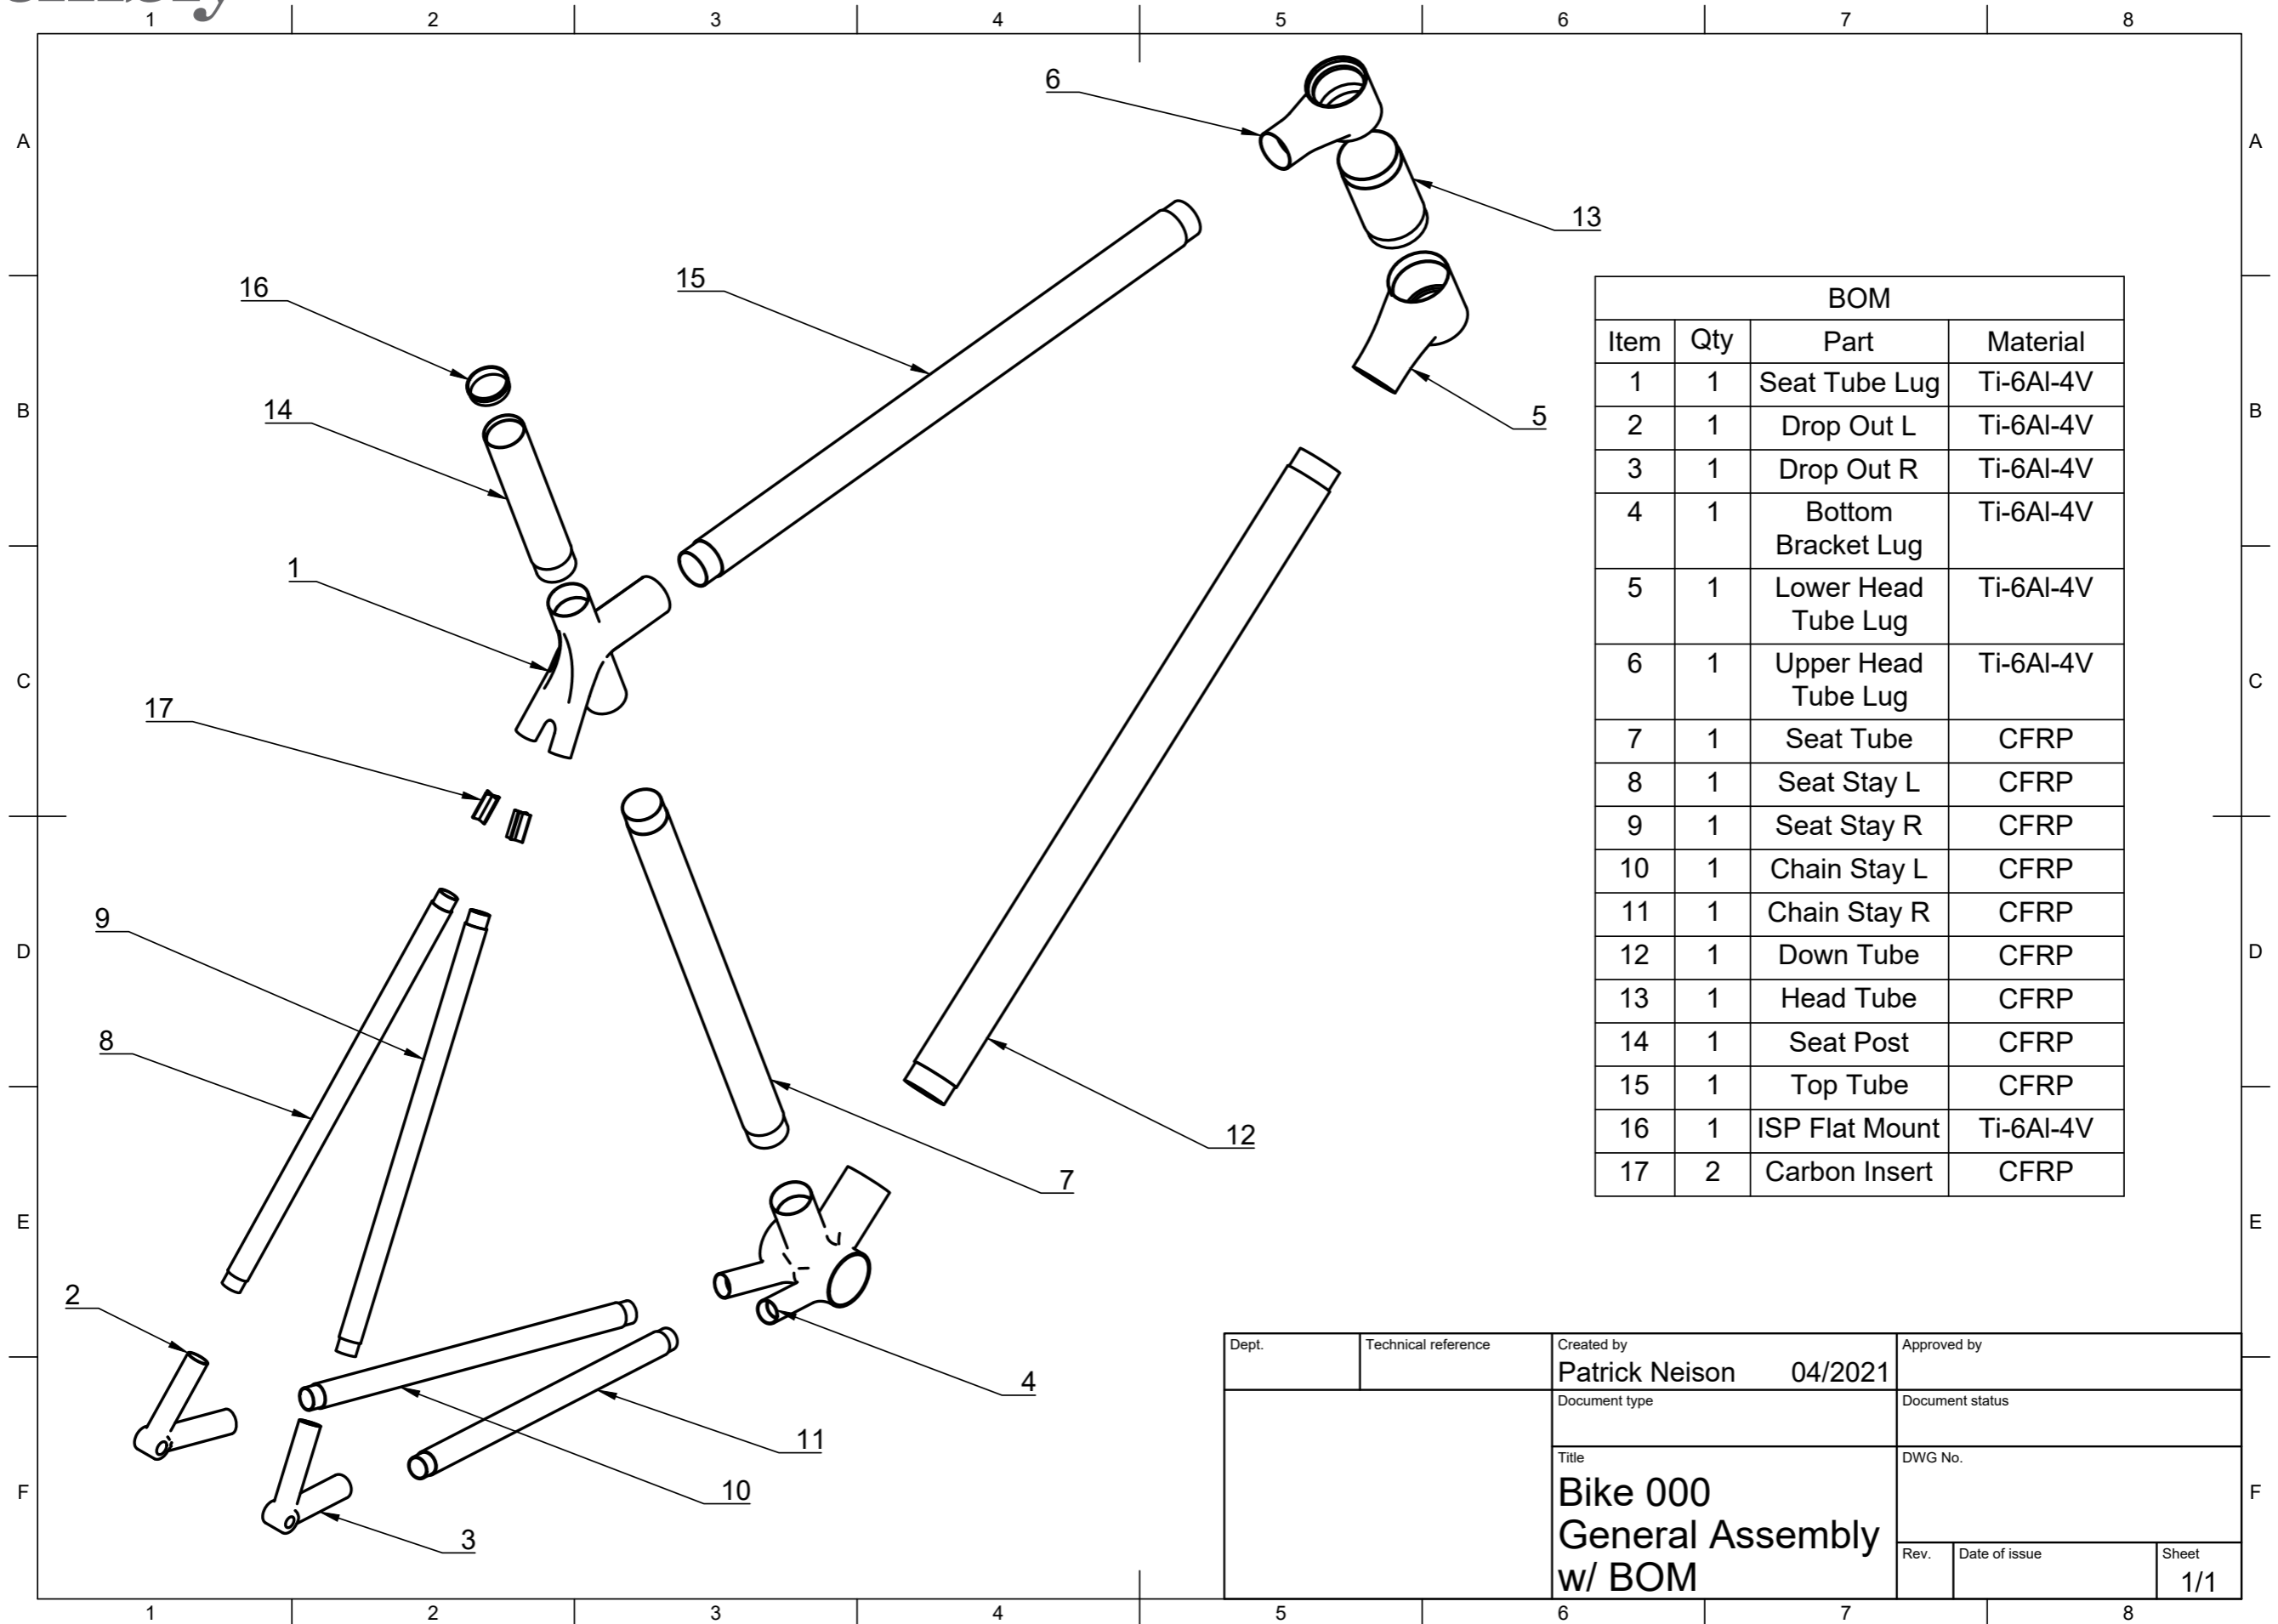 1 2 3 4 5 6 7 8
A A
B B
C C
D D
E E
F F
6
13
15
16
14
5
1
17
9
8
12
7
2
4
11
10
3
BOM
Item Qty Part Material
1 1 Seat Tube Lug Ti-6Al-4V
2 1 Drop Out L Ti-6Al-4V
3 1 Drop Out R Ti-6Al-4V
4 1 Bottom Ti-6Al-4V
Bracket Lug
5 1 Lower Head Ti-6Al-4V
Tube Lug
6 1 Upper Head Ti-6Al-4V
Tube Lug
7 1 Seat Tube CFRP
8 1 Seat Stay L CFRP
9 1 Seat Stay R CFRP
10 1 Chain Stay L CFRP
11 1 Chain Stay R CFRP
12 1 Down Tube CFRP
13 1 Head Tube CFRP
14 1 Seat Post CFRP
15 1 Top Tube CFRP
16 1 ISP Flat Mount Ti-6Al-4V
17 2 Carbon Insert CFRP
Dept. Technical reference Created by Approved by
Patrick Neison 04/2021
Document type Document status
Title DWG No.
Bike 000
General Assembly
w/ BOM
Rev. Date of issue Sheet
1/1
1 2 3 4 5 6 7 8